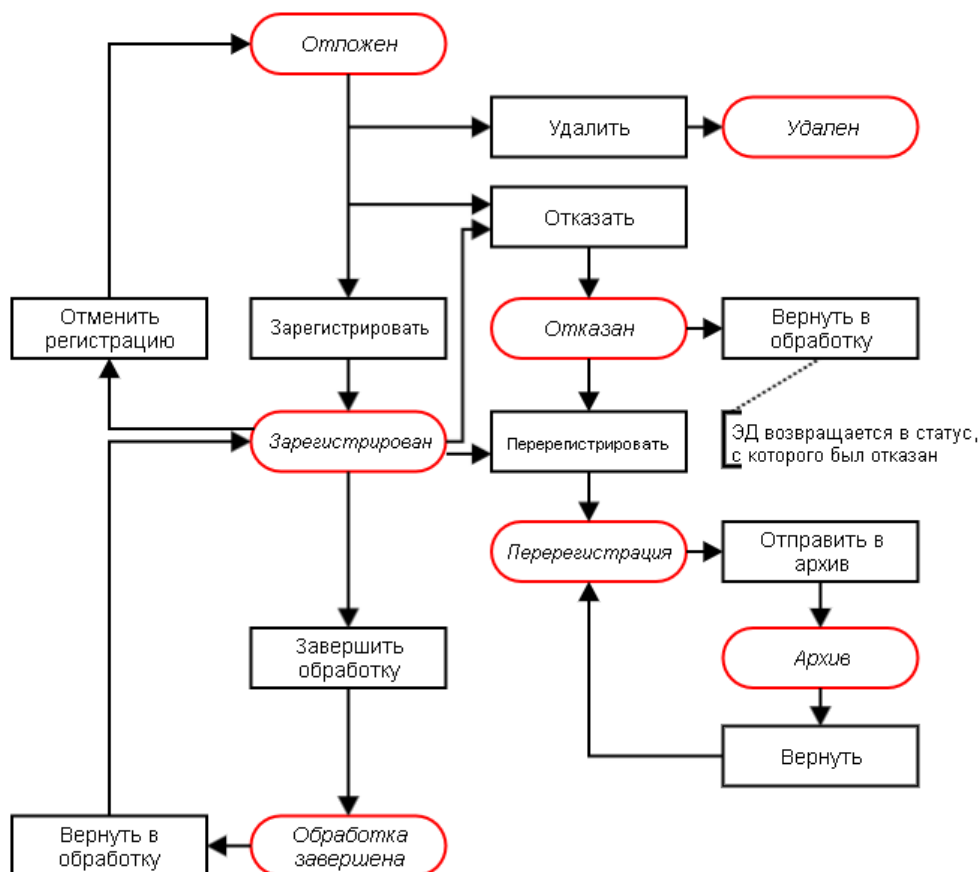 Отложен
Удалить
Удален
Отказать
Отменить
регистрацию
Зарегистрировать
Отказан
Вернуть в
обработку
Зарегистрирован
Перерегистрировать
ЭД возвращается в статус,
с которого был отказан
Перерегистрация
Отправить в
архив
Завершить
обработку
Архив
Вернуть
Вернуть в
обработку
Обработка
завершена